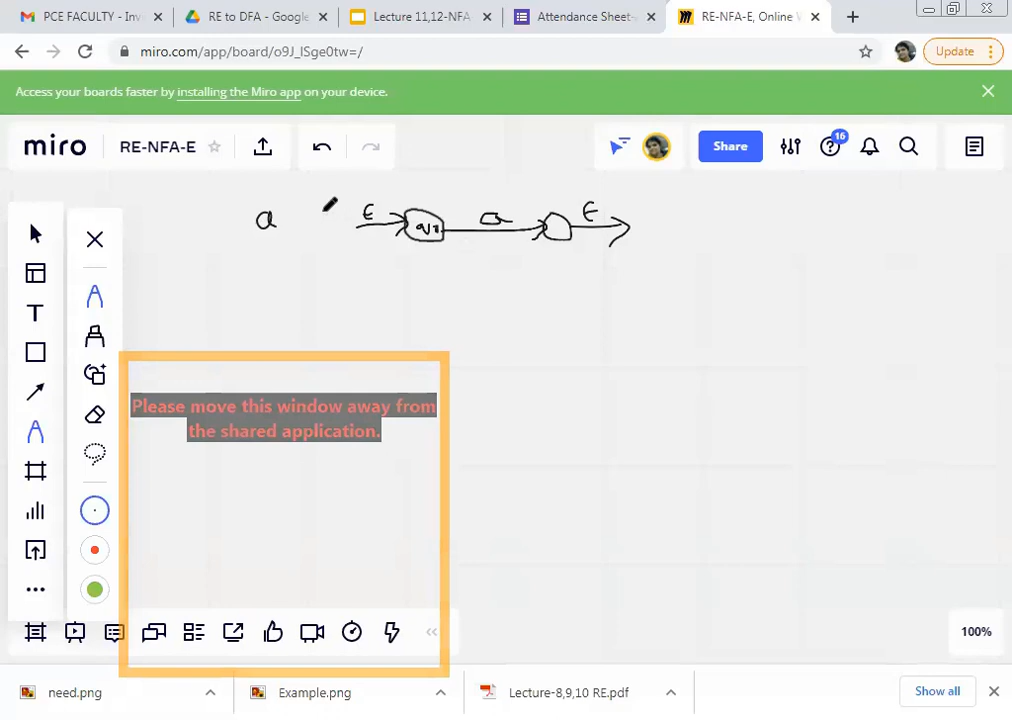 PCE FACULTY - Inv
RE to DFA - Google
Lecture 11,12-NFA
Attendance Sheet-
RE-NFA-E, Online W
miro.com/app/board/o9J_lSge0tw=/
Update
Access your boards faster by installing the Miro app on your device.
miro
RE-NFA-E
Share
16
a
ε
a
ε
Please move this window away from
the shared application.
100%
need.png
Example.png
Lecture-8,9,10 RE.pdf
Show all